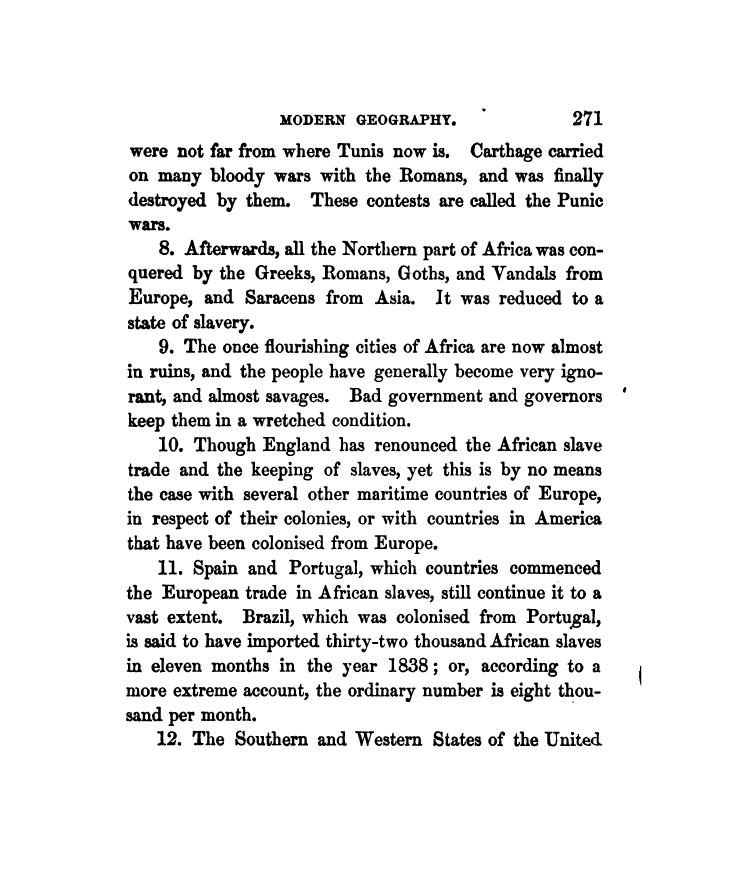 MODERN GEOGRAPHY. 271
were not far from where Tunis now is. Carthage carried
on many bloody wars with the Romans, and was finally
destroyed by them. These contests are called the Punic
wars.
8. Afterwards, all the Northern part of Africa was con-
quered by the Greeks, Romans, Goths, and Vandals from
Europe, and Saracens from Asia. It was reduced to a
state of slavery.
9. The once flourishing cities of Africa are now almost
in ruins, and the people have generally become very igno-
rant, and almost savages. Bad government and governors
keep them in a wretched condition.
10. Though England has renounced the African slave
trade and the keeping of slaves, yet this is by no means
the case with several other maritime countries of Europe,
in respect of their colonies, or with countries in America
that have been colonised from Europe.
11. Spain and Portugal, which countries commenced
the European trade in African slaves, still continue it to a
vast extent. Brazil, which was colonised from Portugal,
is said to have imported thirty-two thousand African slaves
in eleven months in the year 1838; or, according to a
more extreme account, the ordinary number is eight thou-
sand per month.
12. The Southern and Western States of the United